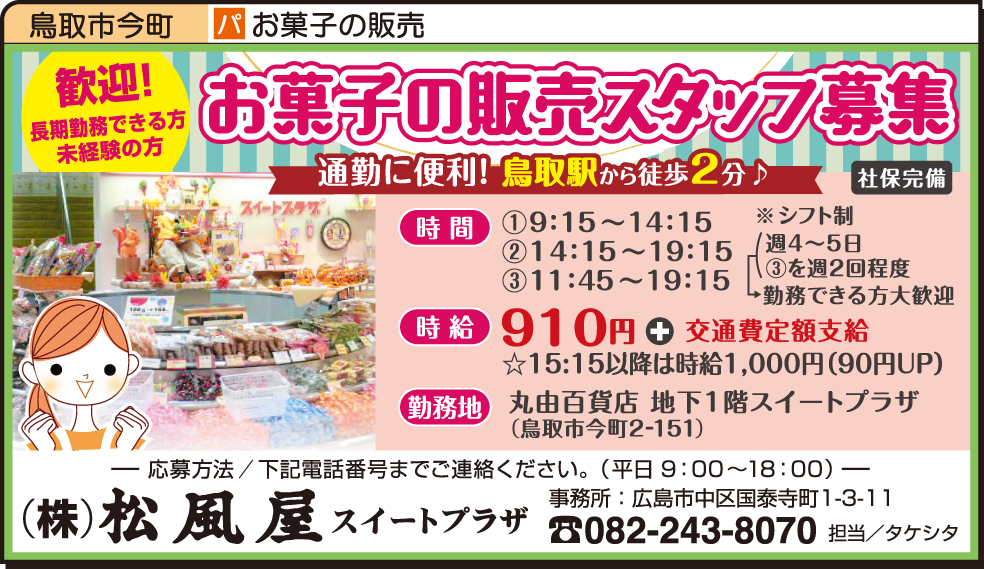 鳥取市今町 パ お菓子の販売
歓迎!
長期勤務できる方
未経験の方
お菓子の販売スタッフ募集
通勤に便利! 鳥取駅から徒歩2分♪
社保完備
スイートプラザ
時間
①9:15～14:15
②14:15～19:15
③11:45～19:15
※シフト制
週4～5日
③を週2回程度
勤務できる方大歓迎
時給 910円 + 交通費定額支給
☆15:15以降は時給1,000円(90円UP)
勤務地 丸由百貨店 地下1階スイートプラザ
(鳥取市今町2-151)
― 応募方法／下記電話番号までご連絡ください。(平日 9：00～18：00) ―
(株)松風屋 スイートプラザ
事務所：広島市中区国泰寺町1-3-11
☎082-243-8070 担当／タケシタ